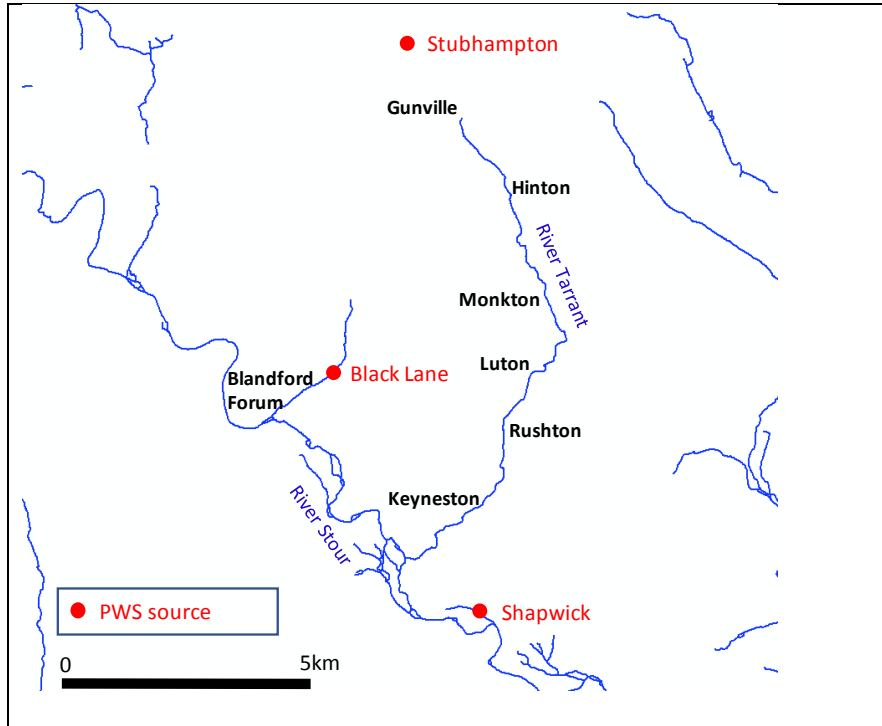 Stubhampton
Gunville
Hinton
River Tarrant
Monkton
Luton
Black Lane
Blandford
Forum
Rushton
Keyneston
River Stour
Shapwick
PWS source
0 5km